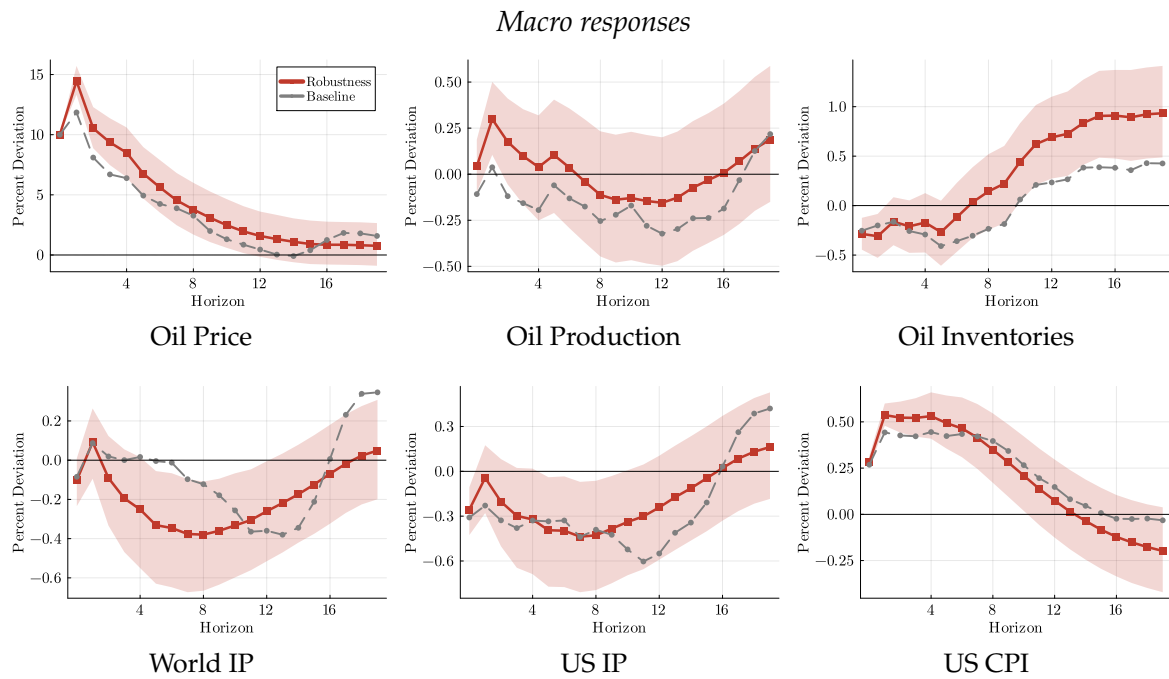 Macro responses
Percent Deviation
15
10
5
0
4
8
12
16
Horizon
Robustness
Baseline
Oil Price
Percent Deviation
0.50
0.25
0.00
−0.25
−0.50
4
8
12
16
Horizon
Oil Production
Percent Deviation
1.0
0.5
0.0
−0.5
4
8
12
16
Horizon
Oil Inventories
Percent Deviation
0.2
0.0
−0.2
−0.4
−0.6
4
8
12
16
Horizon
World IP
Percent Deviation
0.3
0.0
−0.3
−0.6
4
8
12
16
Horizon
US IP
Percent Deviation
0.50
0.25
0.00
−0.25
4
8
12
16
Horizon
US CPI